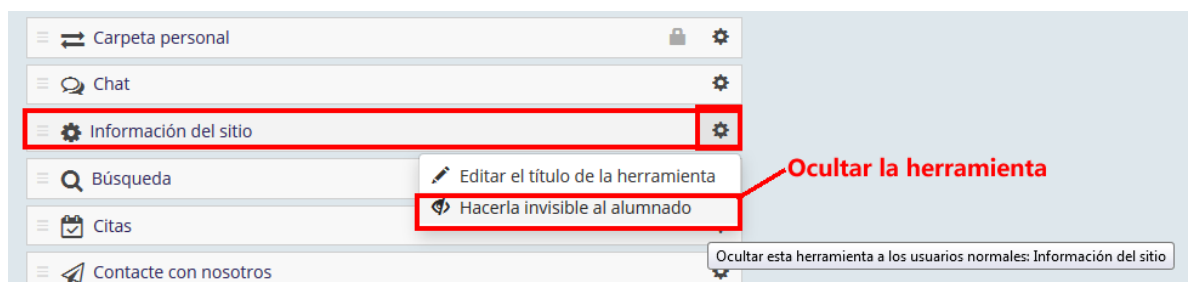 Carpeta personal
Chat
Información del sitio
Búsqueda
Editar el título de la herramienta
Ocultar la herramienta
Hacerla invisible al alumnado
Citas
Ocultar esta herramienta a los usuarios normales: Información del sitio
Contacte con nosotros